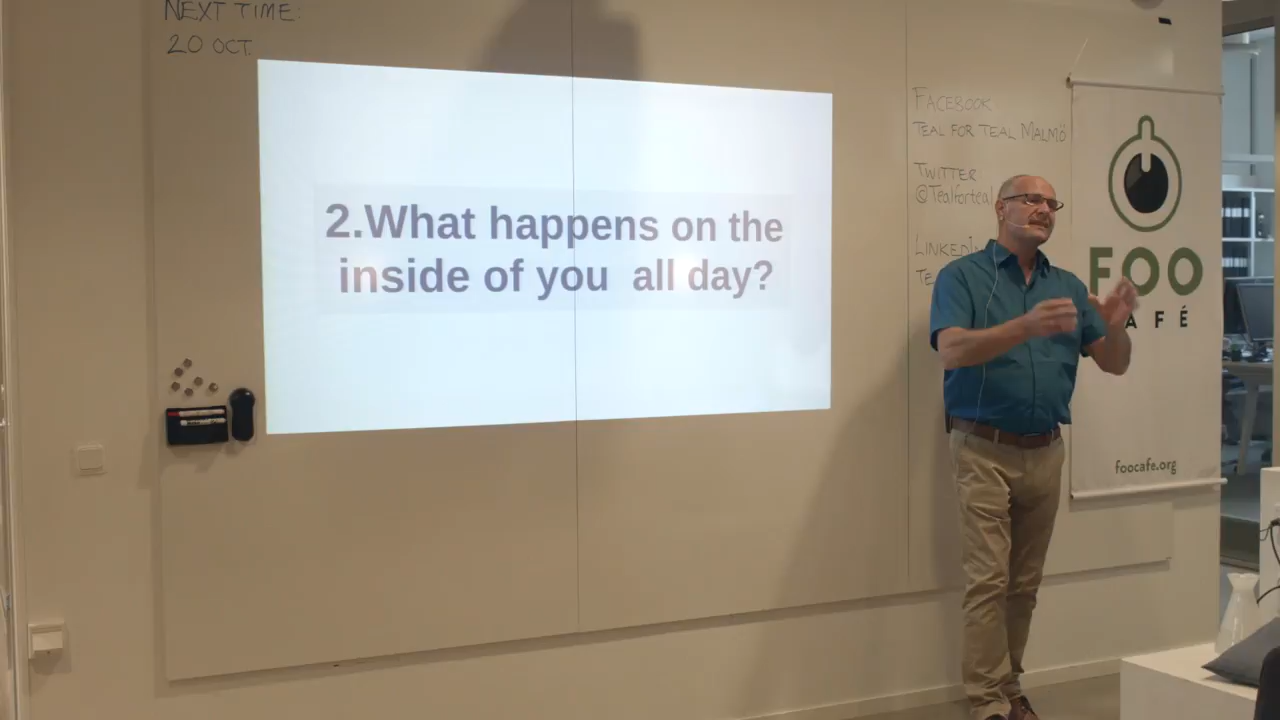 NEXT TIME:
20 OCT.
2.What happens on the
inside of you all day?
FACEBOOK
TEAL FOR TEAL MALMÖ
TWITTER:
@Tealforteal
LINKEDIN
FOO
AFÉ
foocafe.org